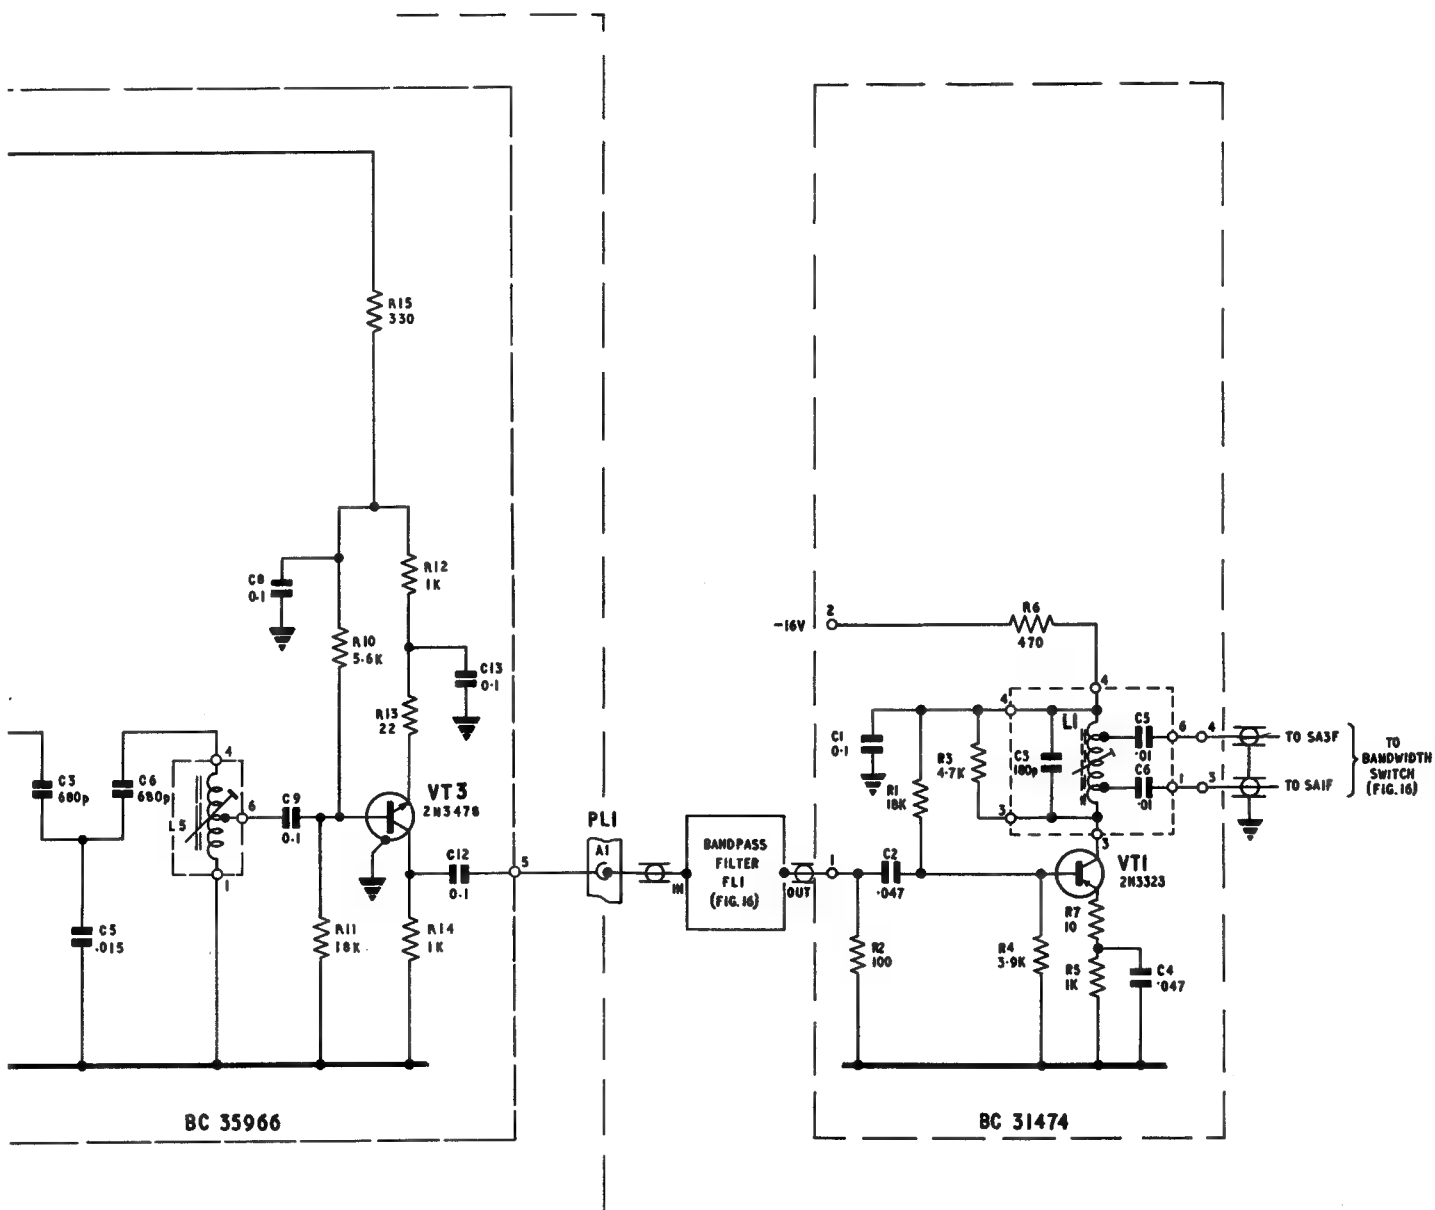 R15
330
C8
0·1
R12
1K
R10
5·6K
C13
0·1
R13
22
C3
680p
C6
680p
4
L5
6
1
C9
0·1
VT3
2N3478
C12
0·1
5
C5
.015
R11
18K
R14
1K
BC 35966
PL1
A1
IN
BANDPASS
FILTER
FL1
(FIG.16)
OUT
-16V
2
R6
470
4
4
L1
C5
.01
6
4
TO SA3F
C1
0·1
R3
4·7K
C3
180p
C6
·01
1
3
TO SA1F
TO
BANDWIDTH
SWITCH
(FIG.16)
R1
18K
3
3
1
C2
.047
VT1
2N3323
R7
10
R2
100
R4
3·9K
R5
1K
C4
·047
BC 31474